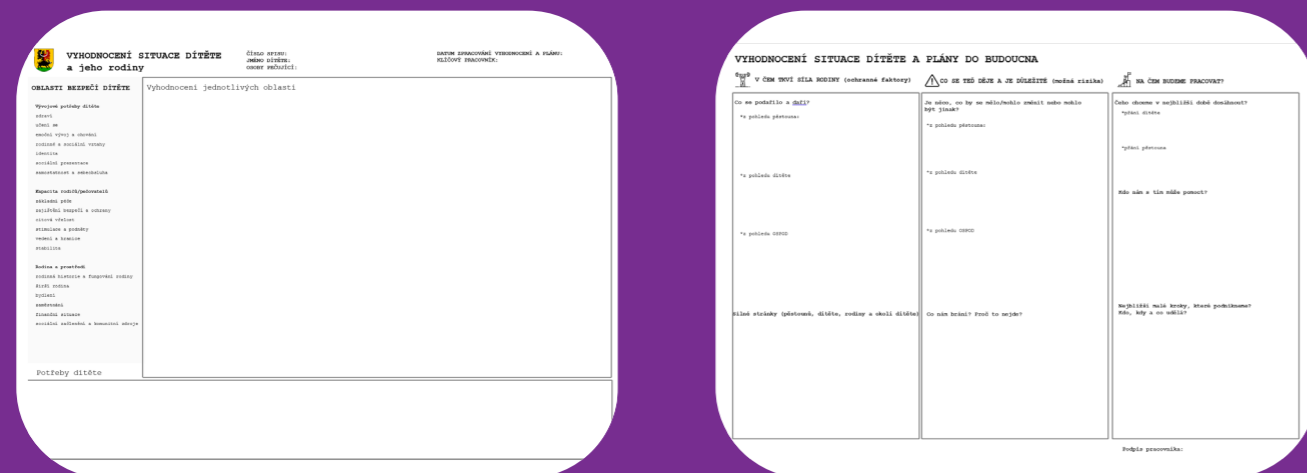 VYHODNOCENÍ SITUACE DÍTĚTE
a jeho rodiny
ČÍSLO SPISU:
JMÉNO DÍTĚTE:
OSOBY PEČUJÍCÍ:
DATUM ZPRACOVÁNÍ VYHODNOCENÍ A PLÁNU:
KLÍČOVÝ PRACOVNÍK:
OBLASTI BEZPEČÍ DÍTĚTE
Vyhodnocení jednotlivých oblastí
Vývojové potřeby dítěte
zdraví
učení se
emoční vývoj a chování
rodinné a sociální vztahy
identita
sociální prezentace
samostatnost a sebeobsluha
Kapacita rodičů/pečovatelů
základní péče
zajištění bezpečí a ochrany
citová vřelost
stimulace a podněty
vedení a hranice
stabilita
Rodina a prostředí
rodinná historie a fungování rodiny
širší rodina
bydlení
zaměstnání
finanční situace
sociální začlenění a komunitní zdroje
Potřeby dítěte
VYHODNOCENÍ SITUACE DÍTĚTE A PLÁNY DO BUDOUCNA
V ČEM TKVÍ SÍLA RODINY (ochranné faktory)
Co se podařilo a daří?
*z pohledu pěstouna:
*z pohledu dítěte
*z pohledu OSPOD
Silné stránky (pěstounů, dítěte, rodiny a okolí dítěte)
CO SE TEĎ DĚJE A JE DŮLEŽITÉ (možná rizika)
Je něco, co by se mělo/mohlo změnit nebo mohlo
být jinak?
*z pohledu pěstouna:
*z pohledu dítěte
*z pohledu OSPOD
Co nám brání? Proč to nejde?
NA ČEM BUDEME PRACOVAT?
Čeho chceme v nejbližší době dosáhnout?
*přání dítěte
*přání pěstouna
Kdo nám s tím může pomoct?
Nejbližší malé kroky, které podnikneme?
Kdo, kdy a co udělá?
Podpis pracovníka: